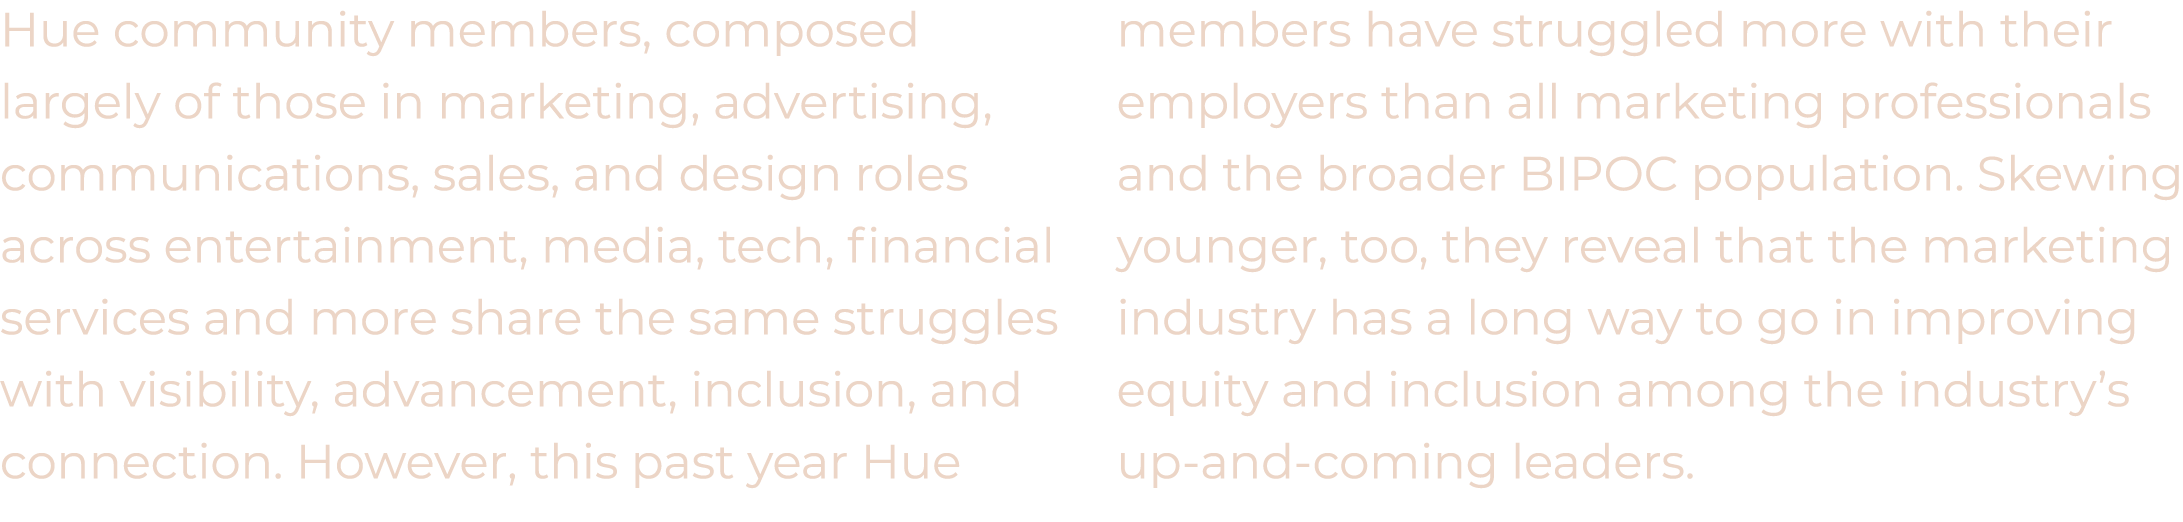 Hue community members, composed
largely of those in marketing, advertising,
communications, sales, and design roles
across entertainment, media, tech, financial
services and more share the same struggles
with visibility, advancement, inclusion, and
connection. However, this past year Hue
members have struggled more with their
employers than all marketing professionals
and the broader BIPOC population. Skewing
younger, too, they reveal that the marketing
industry has a long way to go in improving
equity and inclusion among the industry’s
up-and-coming leaders.